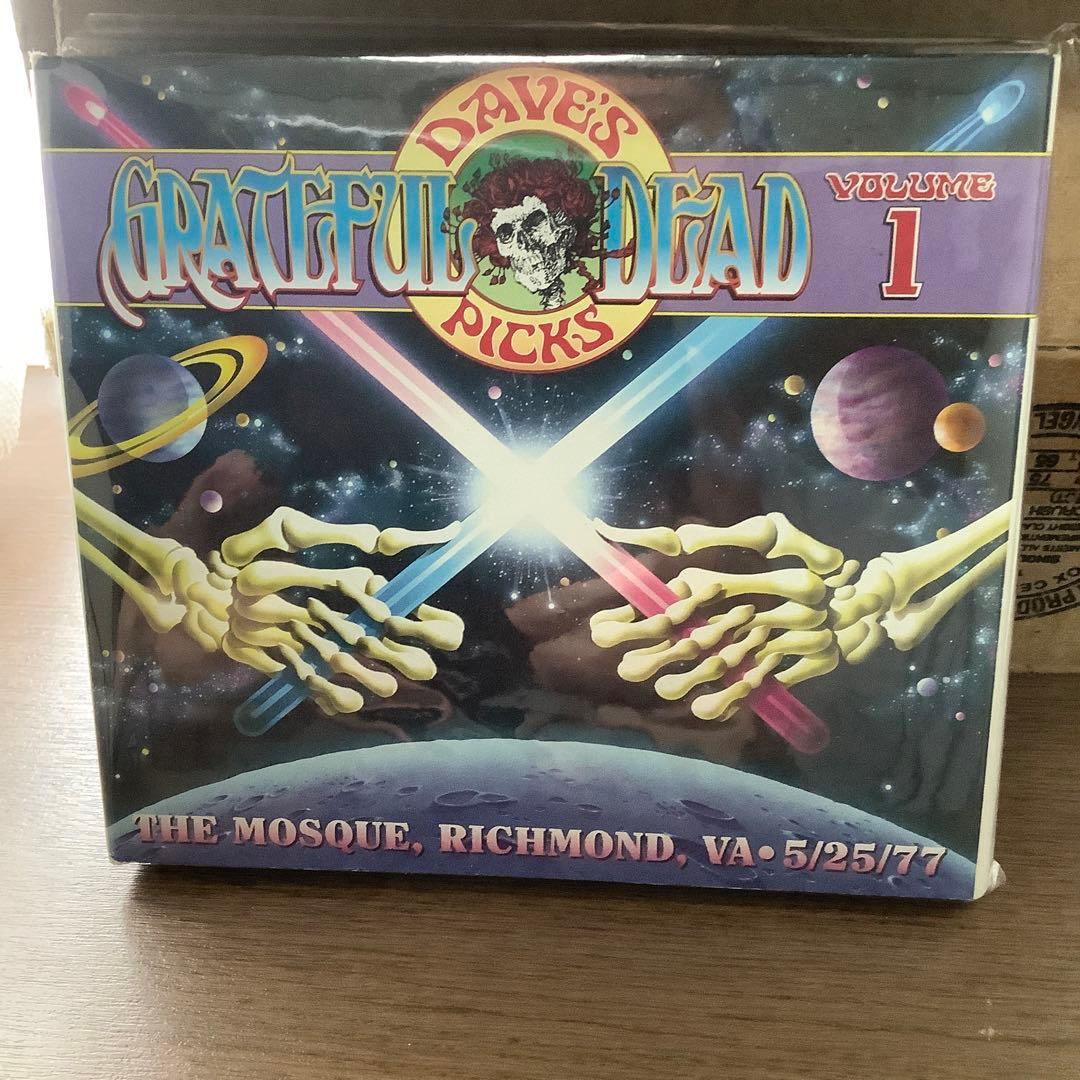 DAVE'S
GRATEFUL DEAD
VOLUME
1
PICKS
THE MOSQUE, RICHMOND, VA • 5/25/77